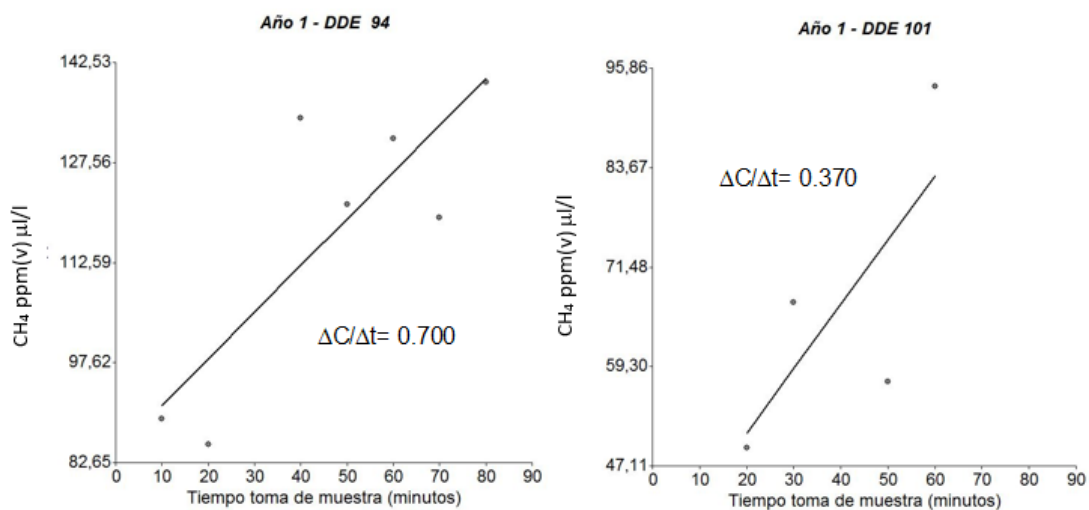 Año 1 - DDE 94
142,53
127,56
112,59
97,62
82,65
CH₄ ppm(v) μl/l
ΔC/Δt= 0.700
0 10 20 30 40 50 60 70 80 90
Tiempo toma de muestra (minutos)
Año 1 - DDE 101
95,86
83,67
71,48
59,30
47,11
CH₄ ppm(v) μl/l
ΔC/Δt= 0.370
0 10 20 30 40 50 60 70 80 90
Tiempo toma de muestra (minutos)